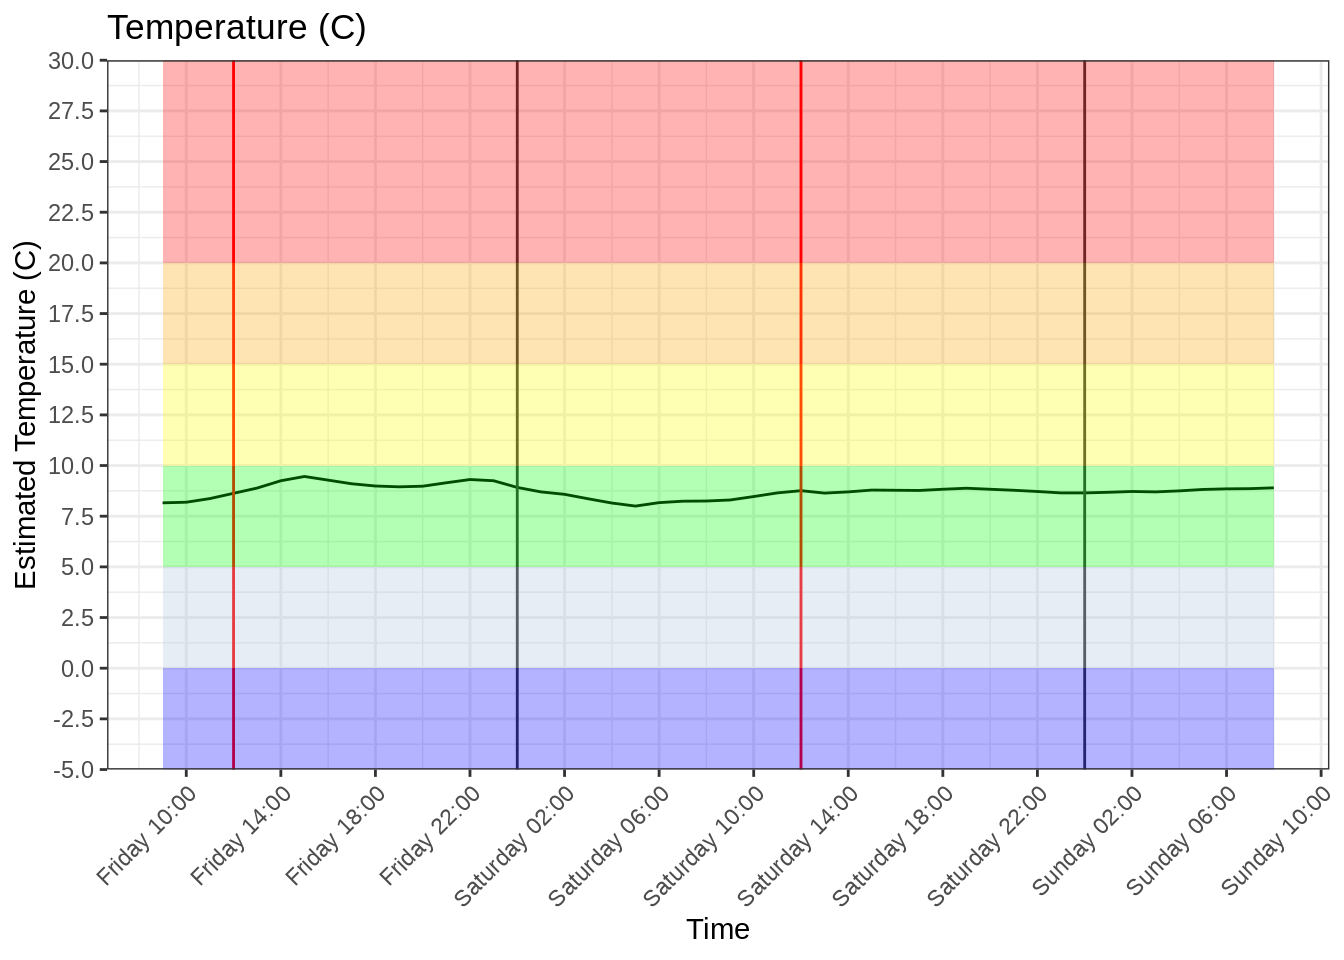 Temperature (C)
30.0
27.5
25.0
22.5
20.0
17.5
15.0
12.5
10.0
7.5
5.0
2.5
0.0
-2.5
-5.0
Estimated Temperature (C)
Friday 10:00
Friday 14:00
Friday 18:00
Friday 22:00
Saturday 02:00
Saturday 06:00
Saturday 10:00
Saturday 14:00
Saturday 18:00
Saturday 22:00
Sunday 02:00
Sunday 06:00
Sunday 10:00
Time